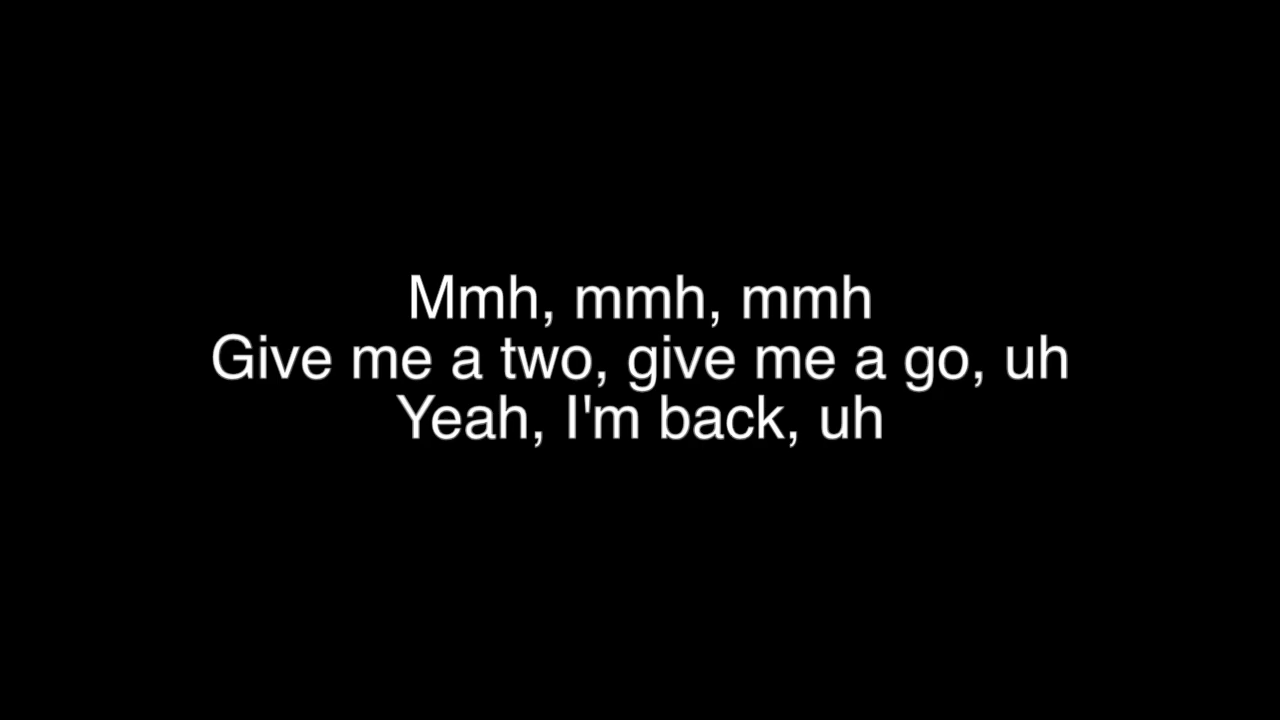 Mmh, mmh, mmh
Give me a two, give me a go, uh
Yeah, I'm back, uh